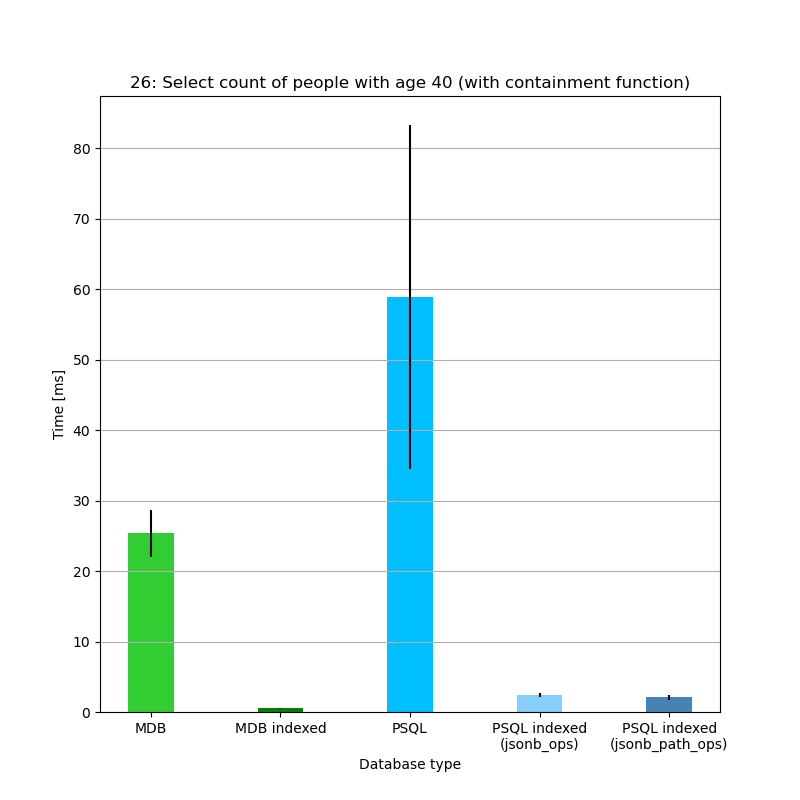 26: Select count of people with age 40 (with containment function)
80
70
60
50
40
30
20
10
0
Time [ms]
MDB
MDB indexed
PSQL
PSQL indexed
(jsonb_ops)
PSQL indexed
(jsonb_path_ops)
Database type